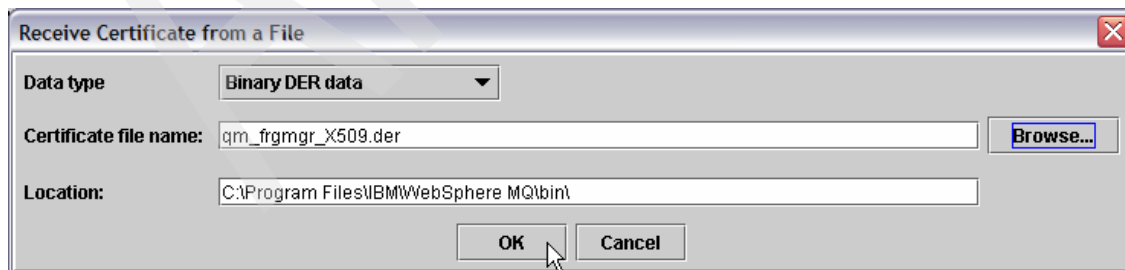 Receive Certificate from a File
Data type Binary DER data
Certificate file name: qm_frgmgr_X509.der Browse...
Location: C:\Program Files\IBM\WebSphere MQ\bin\
OK Cancel